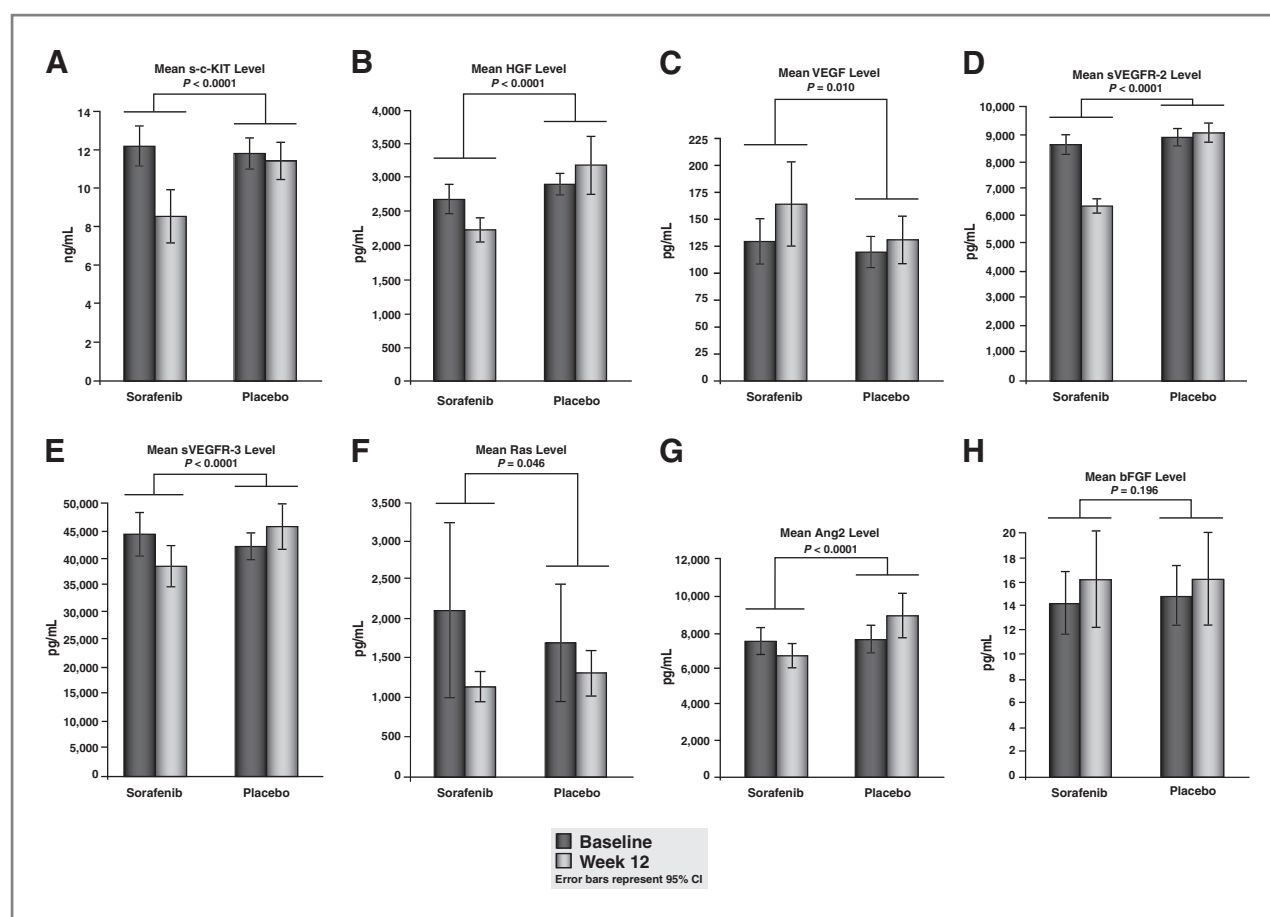 A
Mean s-c-KIT Level
P < 0.0001
14
12
10
8
6
4
2
0
ng/mL
Sorafenib
Placebo
B
Mean HGF Level
P < 0.0001
4,000
3,500
3,000
2,500
2,000
1,500
1,000
500
0
pg/mL
Sorafenib
Placebo
C
Mean VEGF Level
P = 0.010
225
200
175
150
125
100
75
50
25
0
pg/mL
Sorafenib
Placebo
D
Mean sVEGFR-2 Level
P < 0.0001
10,000
9,000
8,000
7,000
6,000
5,000
4,000
3,000
2,000
1,000
0
pg/mL
Sorafenib
Placebo
E
Mean sVEGFR-3 Level
P < 0.0001
50,000
45,000
40,000
35,000
30,000
25,000
20,000
15,000
10,000
5,000
0
pg/mL
Sorafenib
Placebo
F
Mean Ras Level
P = 0.046
3,500
3,000
2,500
2,000
1,500
1,000
500
0
pg/mL
Sorafenib
Placebo
G
Mean Ang2 Level
P < 0.0001
12,000
10,000
8,000
6,000
4,000
2,000
0
pg/mL
Sorafenib
Placebo
H
Mean bFGF Level
P = 0.196
20
18
16
14
12
10
8
6
4
2
0
pg/mL
Sorafenib
Placebo
Baseline
Week 12
Error bars represent 95% CI